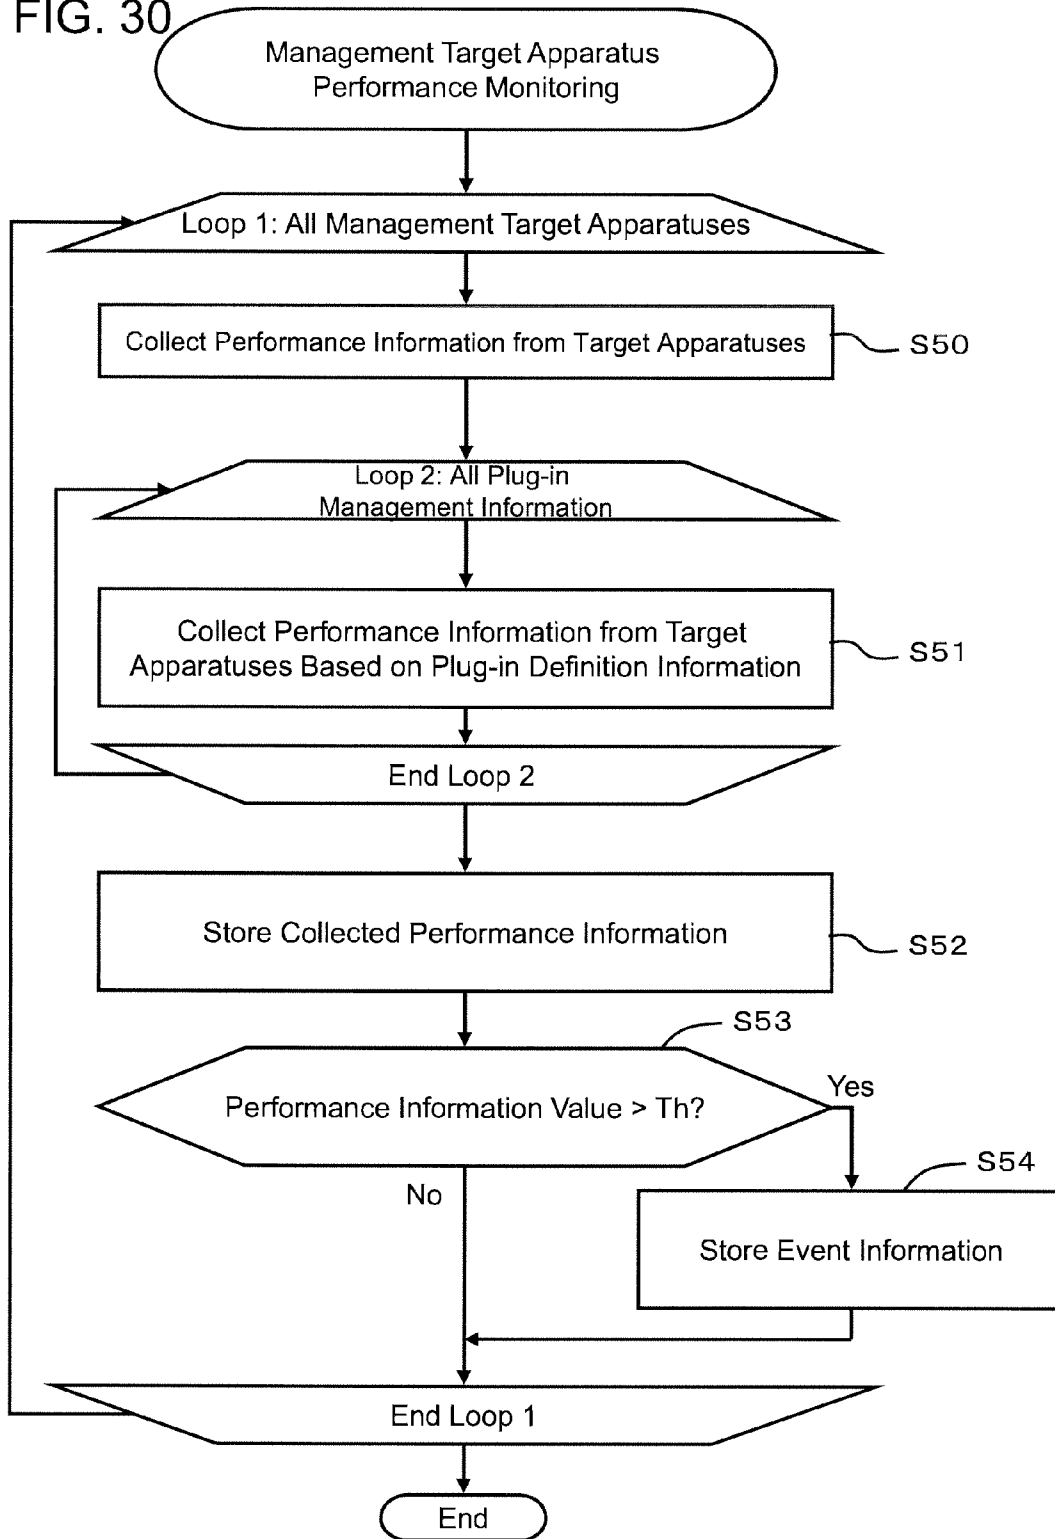 FIG. 30
Management Target Apparatus
Performance Monitoring
Loop 1: All Management Target Apparatuses
Collect Performance Information from Target Apparatuses
S50
Loop 2: All Plug-in
Management Information
Collect Performance Information from Target
Apparatuses Based on Plug-in Definition Information
S51
End Loop 2
Store Collected Performance Information
S52
S53
Performance Information Value > Th?
Yes
S54
No
Store Event Information
End Loop 1
End